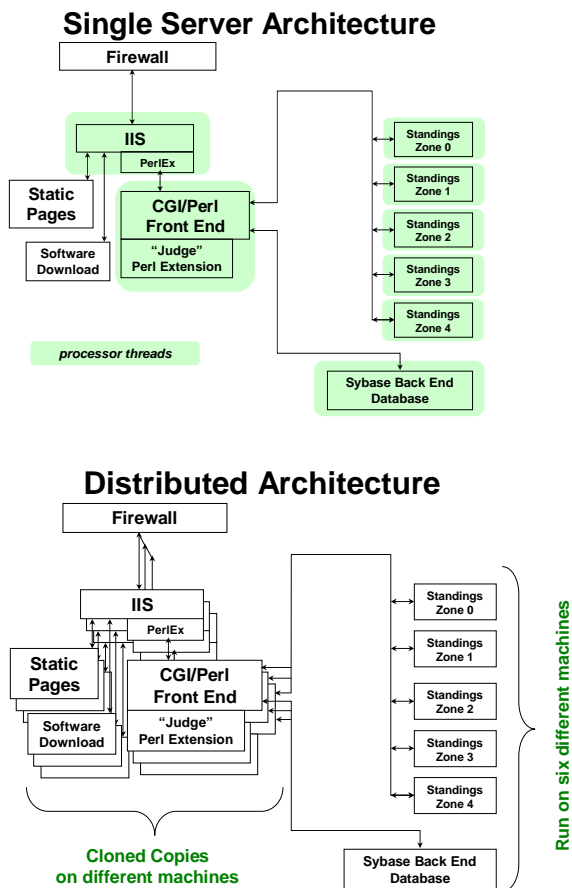 Single Server Architecture
Firewall
IIS
PerlEx
Static
Pages
Software
Download
CGI/Perl
Front End
“Judge”
Perl Extension
Standings
Zone 0
Standings
Zone 1
Standings
Zone 2
Standings
Zone 3
Standings
Zone 4
processor threads
Sybase Back End
Database
Distributed Architecture
Firewall
IIS
PerlEx
Static
Pages
Software
Download
CGI/Perl
Front End
“Judge”
Perl Extension
Standings
Zone 0
Standings
Zone 1
Standings
Zone 2
Standings
Zone 3
Standings
Zone 4
Run on six different machines
Cloned Copies
on different machines
Sybase Back End
Database